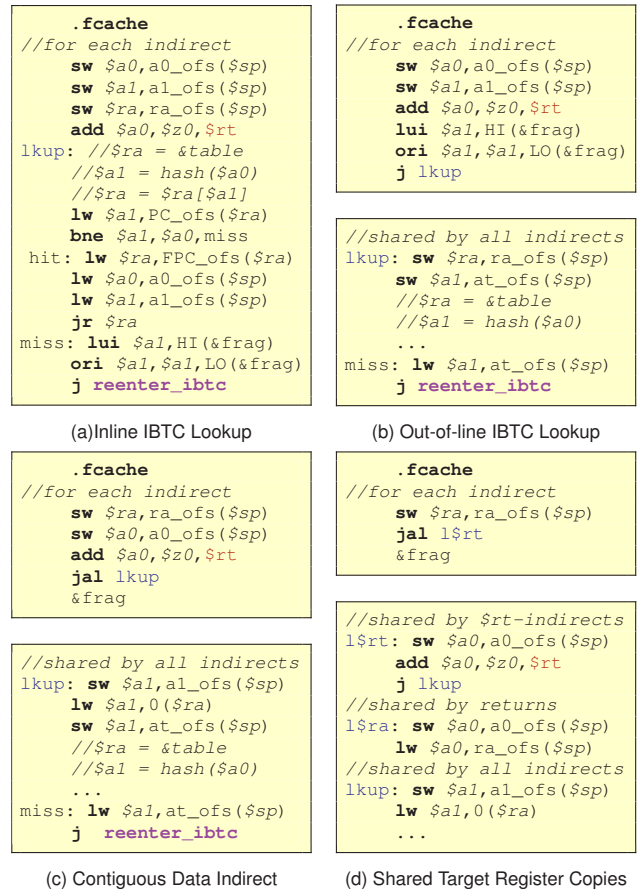 .fcache
//for each indirect
sw $a0,a0_ofs($sp)
sw $a1,a1_ofs($sp)
sw $ra,ra_ofs($sp)
add $a0,$z0,$rt
lkup: //$ra = &table
//$a1 = hash($a0)
//$ra = $ra[$a1]
lw $a1,PC_ofs($ra)
bne $a1,$a0,miss
hit: lw $ra,FPC_ofs($ra)
lw $a0,a0_ofs($sp)
lw $a1,a1_ofs($sp)
jr $ra
miss: lui $a1,HI(&frag)
ori $a1,$a1,LO(&frag)
j reenter_ibtc
(a)Inline IBTC Lookup
.fcache
//for each indirect
sw $a0,a0_ofs($sp)
sw $a1,a1_ofs($sp)
add $a0,$z0,$rt
lui $a1,HI(&frag)
ori $a1,$a1,LO(&frag)
j lkup
//shared by all indirects
lkup: sw $ra,ra_ofs($sp)
sw $a1,at_ofs($sp)
//$ra = &table
//$a1 = hash($a0)
...
miss: lw $a1,at_ofs($sp)
j reenter_ibtc
(b) Out-of-line IBTC Lookup
.fcache
//for each indirect
sw $ra,ra_ofs($sp)
sw $a0,a0_ofs($sp)
add $a0,$z0,$rt
jal lkup
&frag
//shared by all indirects
lkup: sw $a1,a1_ofs($sp)
lw $a1,0($ra)
sw $a1,at_ofs($sp)
//$ra = &table
//$a1 = hash($a0)
...
miss: lw $a1,at_ofs($sp)
j reenter_ibtc
(c) Contiguous Data Indirect
.fcache
//for each indirect
sw $ra,ra_ofs($sp)
jal l$rt
&frag
//shared by $rt-indirects
l$rt: sw $a0,a0_ofs($sp)
add $a0,$z0,$rt
j lkup
//shared by returns
l$ra: sw $a0,a0_ofs($sp)
lw $a0,ra_ofs($sp)
//shared by all indirects
lkup: sw $a1,a1_ofs($sp)
lw $a1,0($ra)
...
(d) Shared Target Register Copies